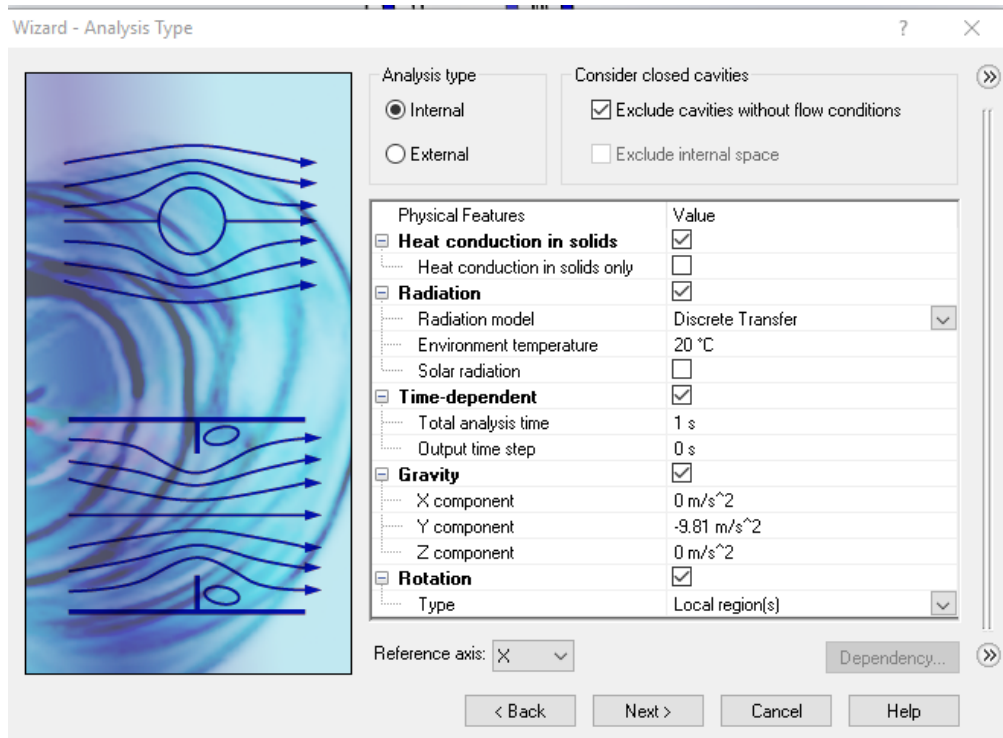 Wizard - Analysis Type ?
Analysis type
Internal
External
Consider closed cavities
Exclude cavities without flow conditions
Exclude internal space
Physical Features Value
Heat conduction in solids
Heat conduction in solids only
Radiation
Radiation model Discrete Transfer
Environment temperature 20 °C
Solar radiation
Time-dependent
Total analysis time 1 s
Output time step 0 s
Gravity
X component 0 m/s^2
Y component -9.81 m/s^2
Z component 0 m/s^2
Rotation
Type Local region(s)
Reference axis: X
Dependency...
< Back Next > Cancel Help